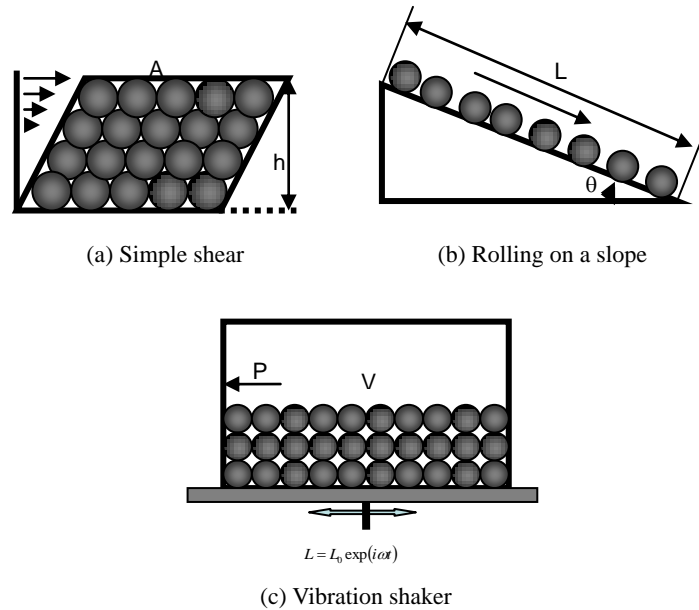 A
h
(a) Simple shear
L
θ
(b) Rolling on a slope
P
V
L = L₀ exp(iωt)
(c) Vibration shaker